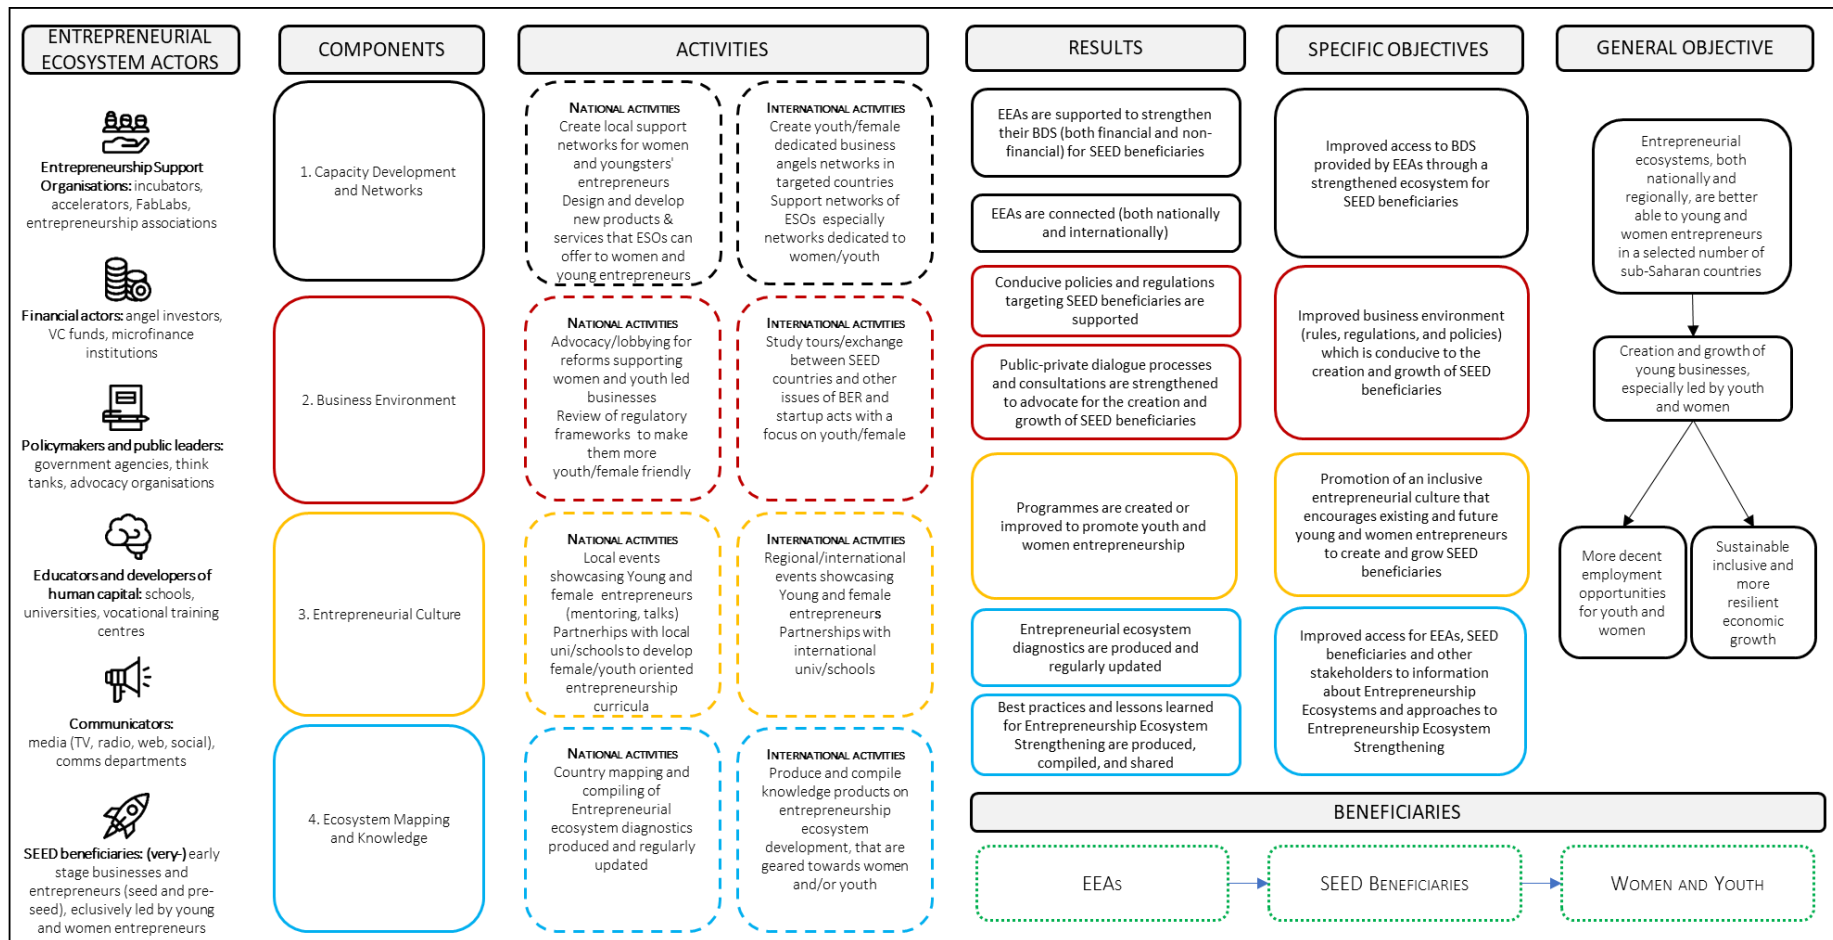 ENTREPRENEURIAL
ECOSYSTEM ACTORS
Entrepreneurship Support
Organisations: incubators,
accelerators, FabLabs,
entrepreneurship associations
Financial actors: angel investors,
VC funds, microfinance
institutions
Policymakers and public leaders:
government agencies, think
tanks, advocacy organisations
Educators and developers of
human capital: schools,
universities, vocational training
centres
Communicators:
media (TV, radio, web, social),
comms departments
SEED beneficiaries: (very-) early
stage businesses and
entrepreneurs (seed and pre-
seed), eclusively led by young
and women entrepreneurs
COMPONENTS
1. Capacity Development
and Networks
2. Business Environment
3. Entrepreneurial Culture
4. Ecosystem Mapping
and Knowledge
ACTIVITIES
NATIONAL ACTIVITIES
Create local support
networks for women
and youngsters'
entrepreneurs
Design and develop
new products &
services that ESOs can
offer to women and
young entrepreneurs
INTERNATIONAL ACTIVITIES
Create youth/female
dedicated business
angels networks in
targeted countries
Support networks of
ESOs especially
networks dedicated to
women/youth
NATIONAL ACTIVITIES
Advocacy/lobbying for
reforms supporting
women and youth led
businesses
Review of regulatory
frameworks to make
them more
youth/female friendly
INTERNATIONAL ACTIVITIES
Study tours/exchange
between SEED
countries and other
issues of BER and
startup acts with a
focus on youth/female
NATIONAL ACTIVITIES
Local events
showcasing Young and
female entrepreneurs
(mentoring, talks)
Partnerhips with local
uni/schools to develop
female/youth oriented
entrepreneurship
curricula
INTERNATIONAL ACTIVITIES
Regional/international
events showcasing
Young and female
entrepreneurs
Partnerships with
international
univ/schools
NATIONAL ACTIVITIES
Country mapping and
compiling of
Entrepreneurial
ecosystem diagnostics
produced and regularly
updated
INTERNATIONAL ACTIVITIES
Produce and compile
knowledge products on
entrepreneurship
ecosystem
development, that are
geared towards women
and/or youth
RESULTS
EEAs are supported to strengthen
their BDS (both financial and non-
financial) for SEED beneficiaries
EEAs are connected (both nationally
and internationally)
Conducive policies and regulations
targeting SEED beneficiaries are
supported
Public-private dialogue processes
and consultations are strengthened
to advocate for the creation and
growth of SEED beneficiaries
Programmes are created or
improved to promote youth and
women entrepreneurship
Entrepreneurial ecosystem
diagnostics are produced and
regularly updated
Best practices and lessons learned
for Entrepreneurship Ecosystem
Strengthening are produced,
compiled, and shared
SPECIFIC OBJECTIVES
Improved access to BDS
provided by EEAs through a
strengthened ecosystem for
SEED beneficiaries
Improved business environment
(rules, regulations, and policies)
which is conducive to the
creation and growth of SEED
beneficiaries
Promotion of an inclusive
entrepreneurial culture that
encourages existing and future
young and women entrepreneurs
to create and grow SEED
beneficiaries
Improved access for EEAs, SEED
beneficiaries and other
stakeholders to information
about Entrepreneurship
Ecosystems and approaches to
Entrepreneurship Ecosystem
Strengthening
GENERAL OBJECTIVE
Entrepreneurial
ecosystems, both
nationally and
regionally, are better
able to young and
women entrepreneurs
in a selected number of
sub-Saharan countries
Creation and growth of
young businesses,
especially led by youth
and women
More decent
employment
opportunities
for youth and
women
Sustainable
inclusive and
more
resilient
economic
growth
BENEFICIARIES
EEAS
SEED BENEFICIARIES
WOMEN AND YOUTH